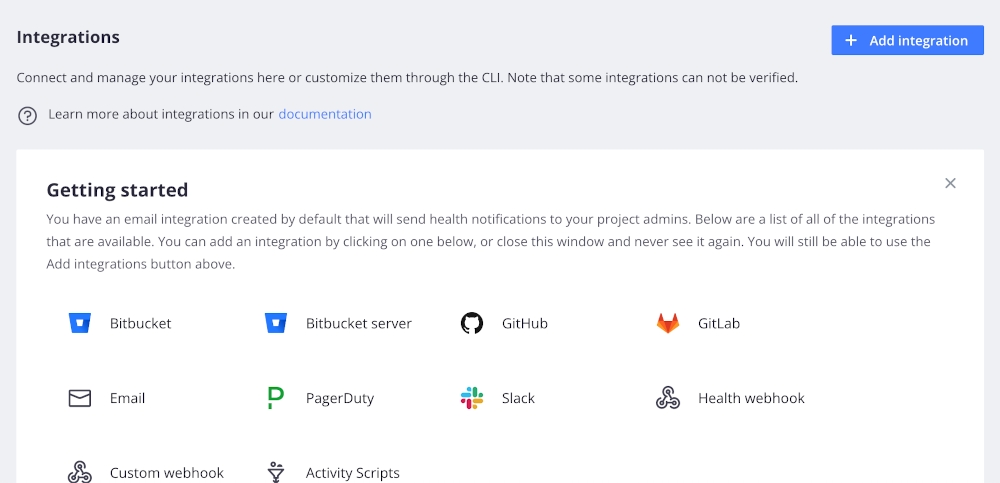 Integrations
+ Add integration
Connect and manage your integrations here or customize them through the CLI. Note that some integrations can not be verified.
Learn more about integrations in our documentation
Getting started
You have an email integration created by default that will send health notifications to your project admins. Below are a list of all of the integrations
that are available. You can add an integration by clicking on one below, or close this window and never see it again. You will still be able to use the
Add integrations button above.
Bitbucket
Bitbucket server
GitHub
GitLab
Email
PagerDuty
Slack
Health webhook
Custom webhook
Activity Scripts